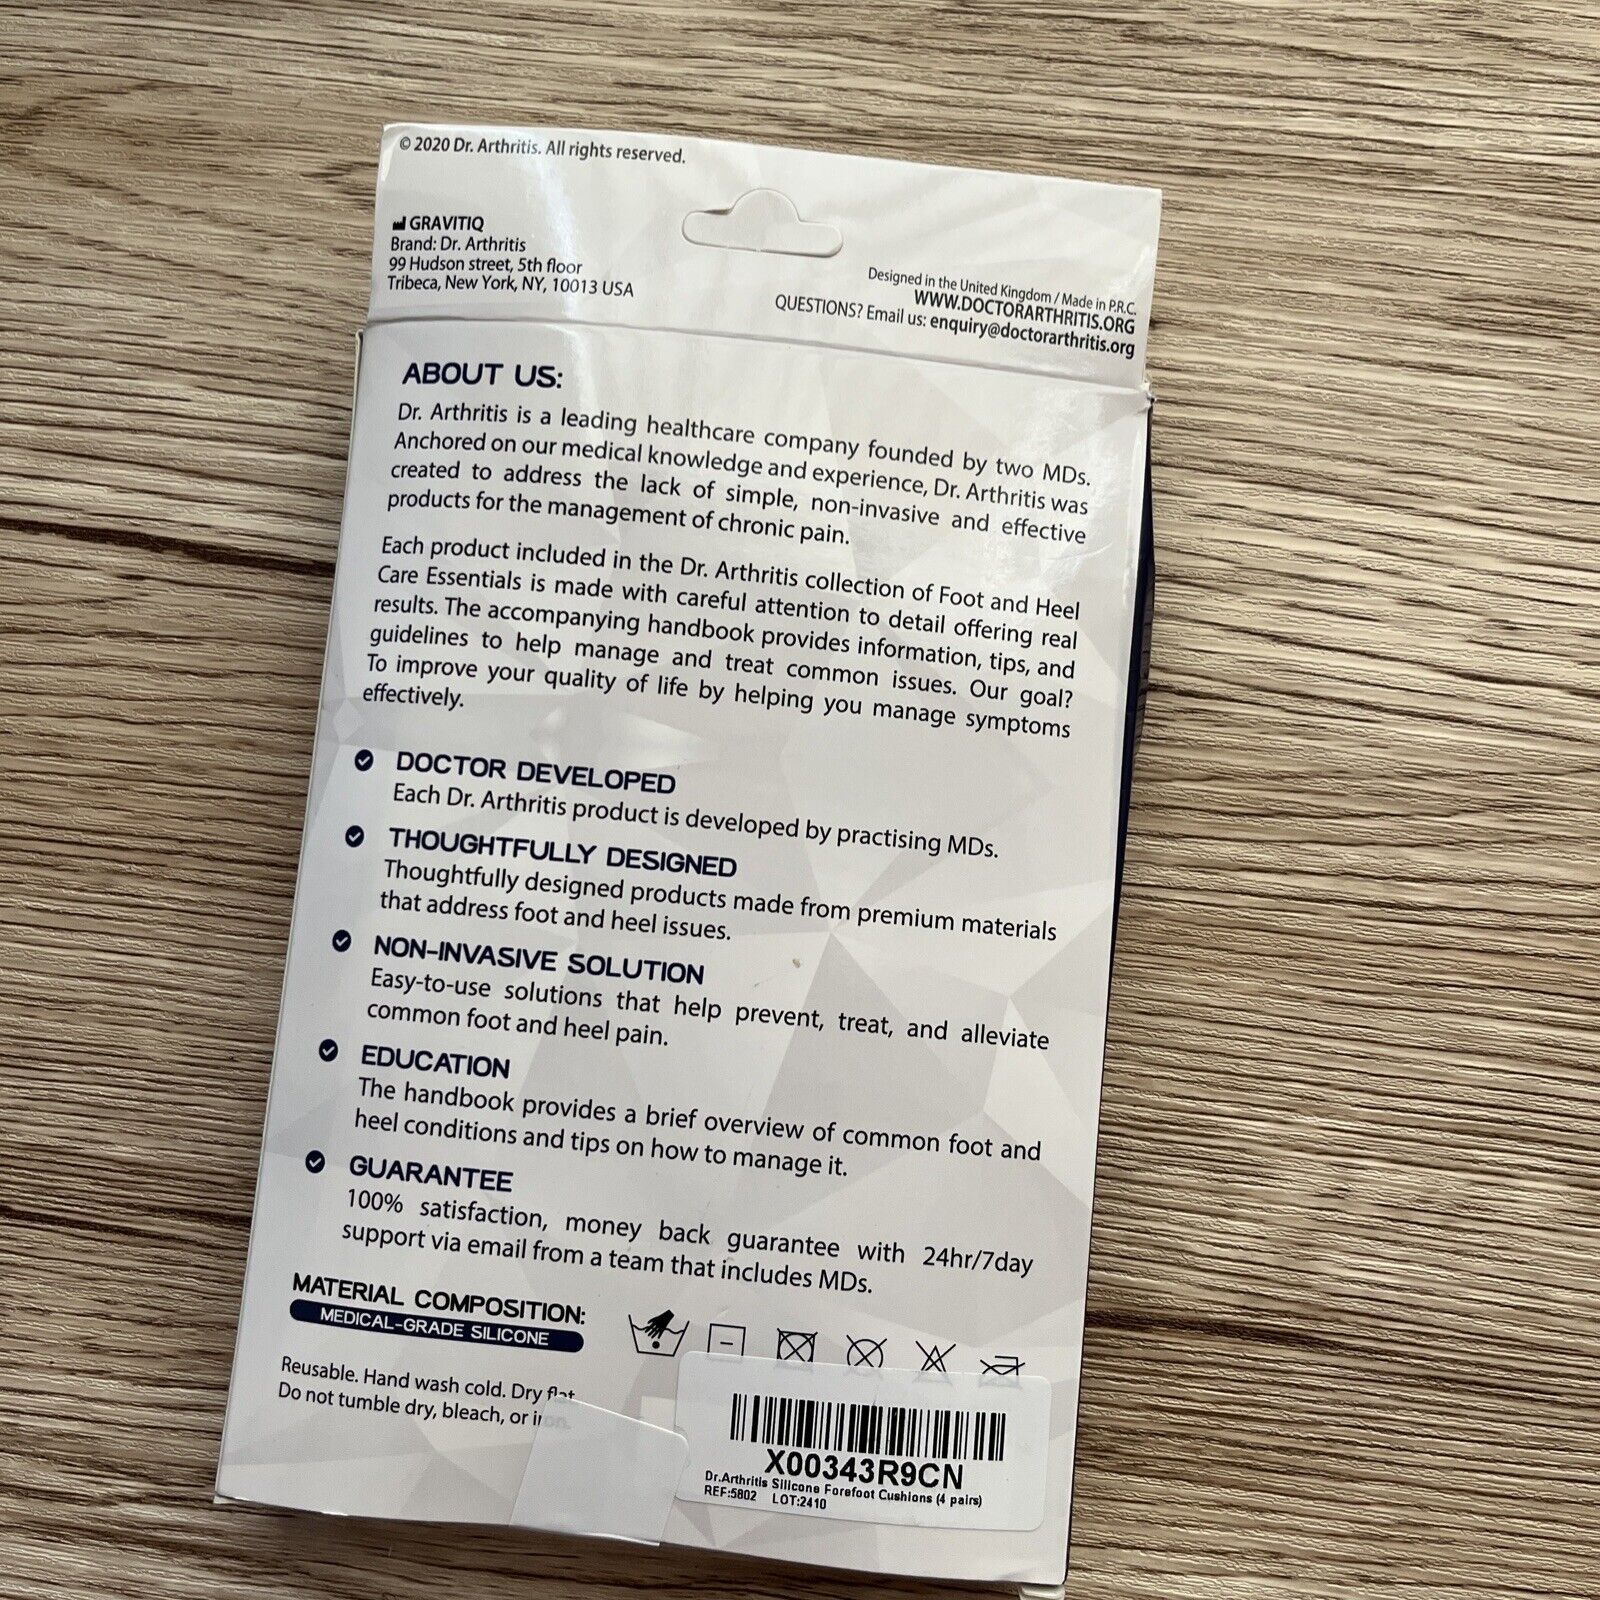 © 2020 Dr. Arthritis. All rights reserved.
GRAVITIQ
Brand: Dr. Arthritis
99 Hudson street, 5th floor
Tribeca, New York, NY, 10013 USA
Designed in the United Kingdom / Made in P.R.C.
WWW.DOCTORARTHRITIS.ORG
QUESTIONS? Email us: enquiry@doctorarthritis.org
ABOUT US:
Dr. Arthritis is a leading healthcare company founded by two MDs.
Anchored on our medical knowledge and experience, Dr. Arthritis was
created to address the lack of simple, non-invasive and effective
products for the management of chronic pain.
Each product included in the Dr. Arthritis collection of Foot and Heel
Care Essentials is made with careful attention to detail offering real
results. The accompanying handbook provides information, tips, and
guidelines to help manage and treat common issues. Our goal?
To improve your quality of life by helping you manage symptoms
effectively.
DOCTOR DEVELOPED
Each Dr. Arthritis product is developed by practising MDs.
THOUGHTFULLY DESIGNED
Thoughtfully designed products made from premium materials
that address foot and heel issues.
NON-INVASIVE SOLUTION
Easy-to-use solutions that help prevent, treat, and alleviate
common foot and heel pain.
EDUCATION
The handbook provides a brief overview of common foot and
heel conditions and tips on how to manage it.
GUARANTEE
100% satisfaction, money back guarantee with 24hr/7day
support via email from a team that includes MDs.
MATERIAL COMPOSITION:
MEDICAL-GRADE SILICONE
Reusable. Hand wash cold. Dry flat
Do not tumble dry, bleach, or iron.
X00343R9CN
Dr.Arthritis Silicone Forefoot Cushions (4 pairs)
REF:5802 LOT:2410